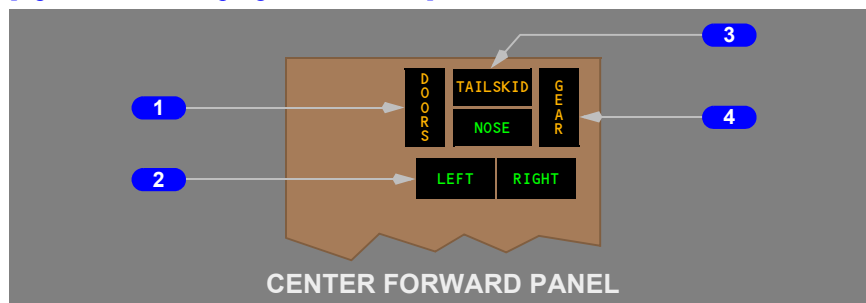 3
DOORS
TAILSKID
GEAR
NOSE
1
4
2
LEFT RIGHT
CENTER FORWARD PANEL